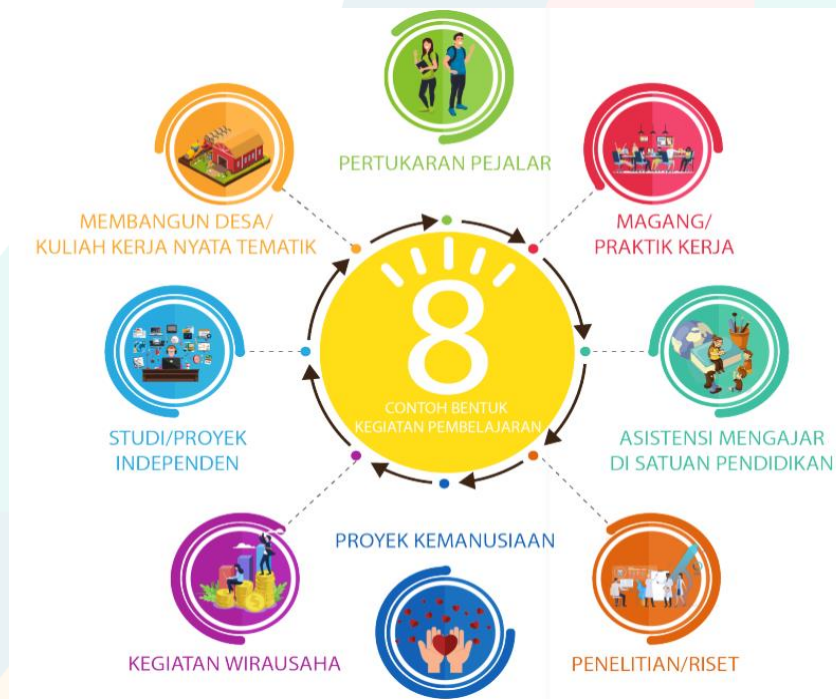 PERTUKARAN PEJALAR
MAGANG/
PRAKTIK KERJA
ASISTENSI MENGAJAR
DI SATUAN PENDIDIKAN
PENELITIAN/RISET
PROYEK KEMANUSIAAN
KEGIATAN WIRAUSAHA
STUDI/PROYEK
INDEPENDEN
MEMBANGUN DESA/
KULIAH KERJA NYATA TEMATIK
8
CONTOH BENTUK
KEGIATAN PEMBELAJARAN